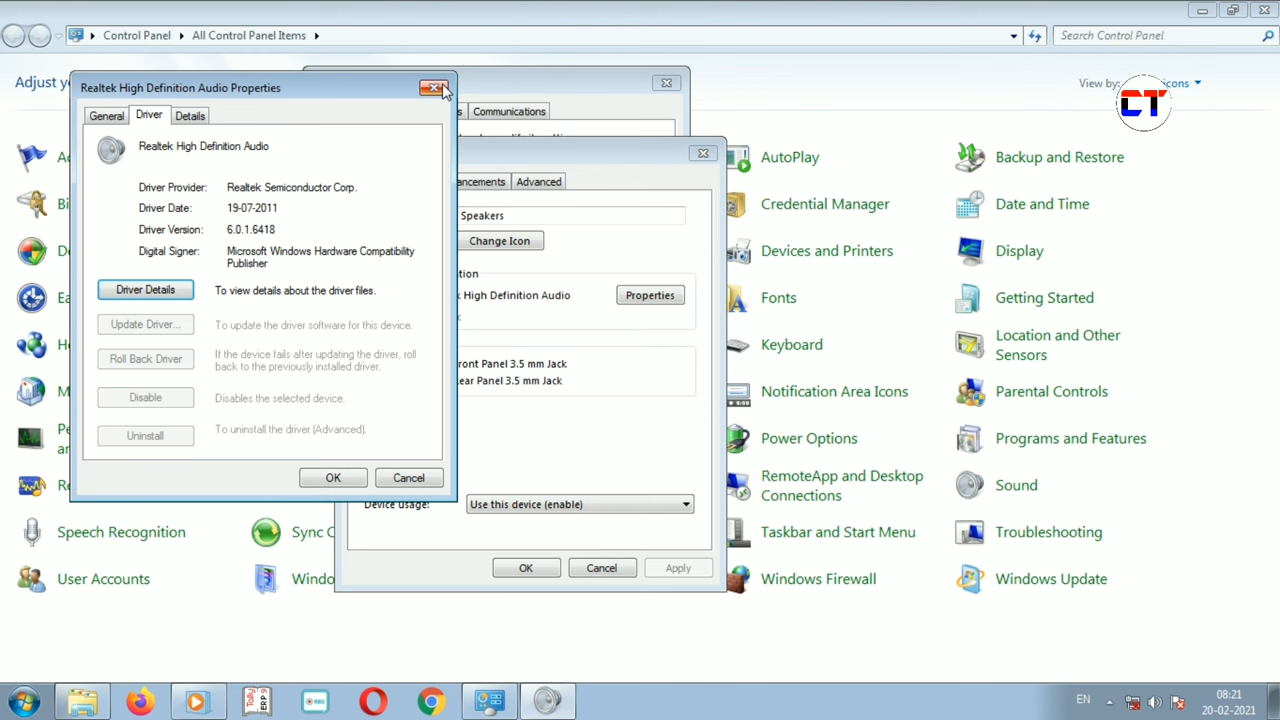 Control Panel
All Control Panel Items
Search Control Panel
View by:
icons
Realtek High Definition Audio Properties
General
Driver
Details
Realtek High Definition Audio
Driver Provider: Realtek Semiconductor Corp.
Driver Date: 19-07-2011
Driver Version: 6.0.1.6418
Digital Signer: Microsoft Windows Hardware Compatibility
Publisher
Driver Details
To view details about the driver files.
Update Driver...
To update the driver software for this device.
Roll Back Driver
If the device fails after updating the driver, roll
back to the previously installed driver.
Disable
Disables the selected device.
Uninstall
To uninstall the driver (Advanced).
OK
Cancel
Communications
Advanced
Speakers
Change Icon
High Definition Audio
Properties
3.5 mm Jack
Panel 3.5 mm Jack
Device usage:
Use this device (enable)
OK
Cancel
Apply
CT
AutoPlay
Backup and Restore
Credential Manager
Date and Time
Devices and Printers
Display
Fonts
Getting Started
Keyboard
Location and Other
Sensors
Notification Area Icons
Parental Controls
Power Options
Programs and Features
RemoteApp and Desktop
Connections
Sound
Speech Recognition
Sync
Taskbar and Start Menu
Troubleshooting
User Accounts
Windows Firewall
Windows Update
Tally
ERP 9
EN
08:21
20-02-2021